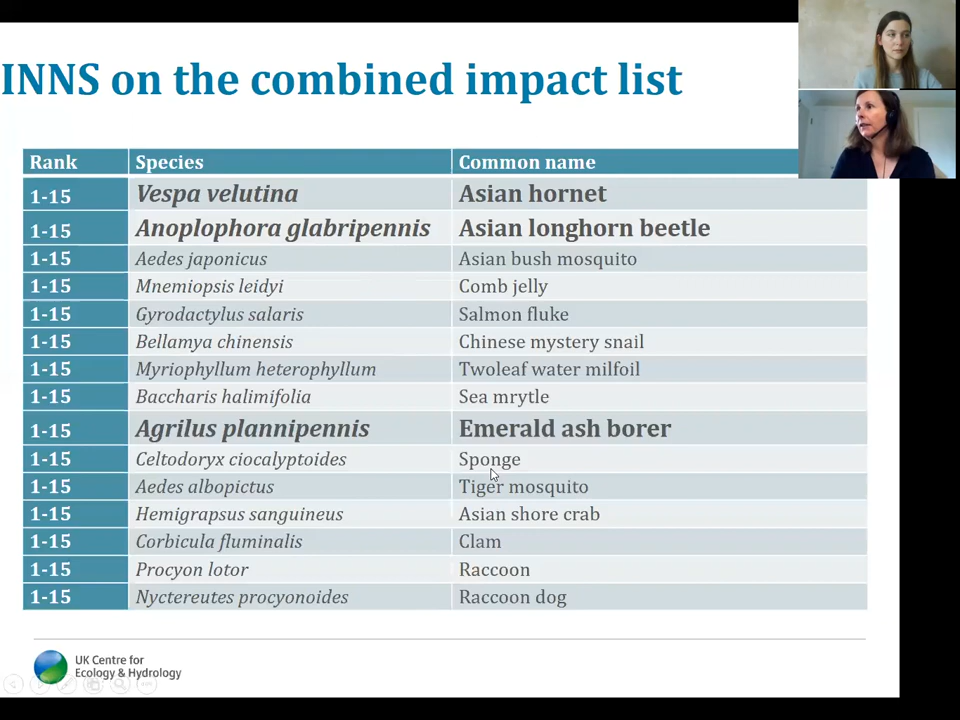 INNS on the combined impact list
Rank Species Common name
1-15 Vespa velutina Asian hornet
1-15 Anoplophora glabripennis Asian longhorn beetle
1-15 Aedes japonicus Asian bush mosquito
1-15 Mnemiopsis leidyi Comb jelly
1-15 Gyrodactylus salaris Salmon fluke
1-15 Bellamya chinensis Chinese mystery snail
1-15 Myriophyllum heterophyllum Twoleaf water milfoil
1-15 Baccharis halimifolia Sea mrytle
1-15 Agrilus plannipennis Emerald ash borer
1-15 Celtodoryx ciocalyptoides Sponge
1-15 Aedes albopictus Tiger mosquito
1-15 Hemigrapsus sanguineus Asian shore crab
1-15 Corbicula fluminalis Clam
1-15 Procyon lotor Raccoon
1-15 Nyctereutes procyonoides Raccoon dog
UK Centre for
Ecology & Hydrology